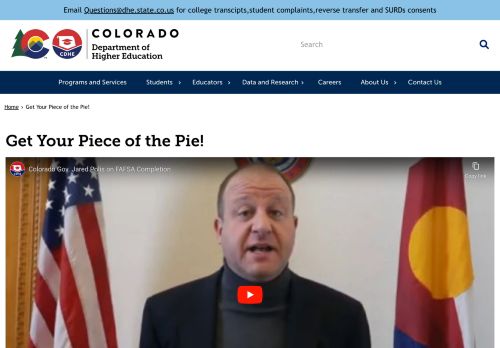 Email Questions@dhe.state.co.us for college transcipts,student complaints,reverse transfer and SURDs consents
COLORADO
Department of
Higher Education
CO
CDHE
Search
Programs and Services Students Educators Data and Research Careers About Us Contact Us
Home › Get Your Piece of the Pie!
Get Your Piece of the Pie!
Colorado Gov. Jared Polis on FAFSA Completion
Copy link